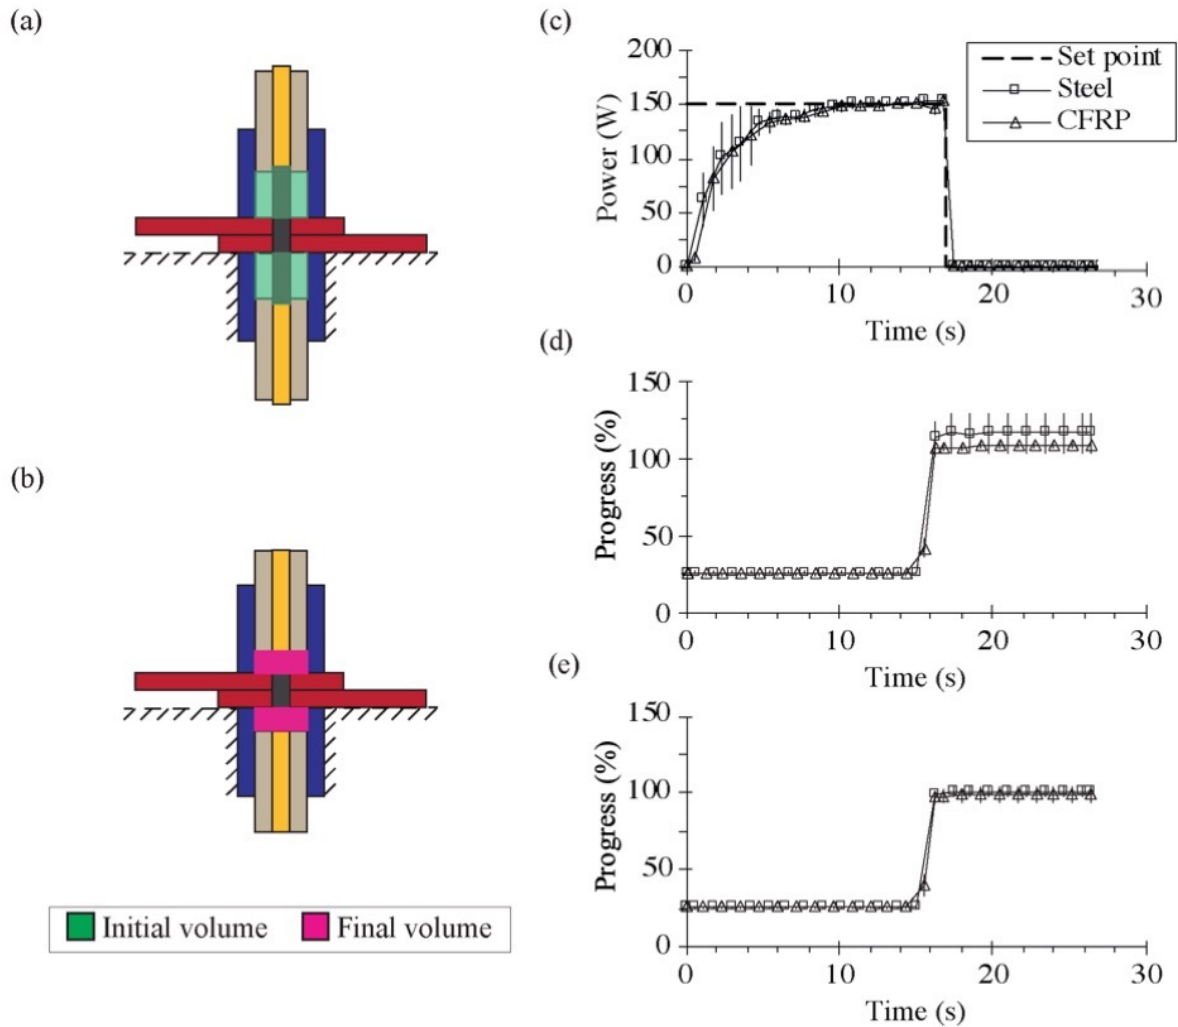 (a)
(b)
Initial volume
Final volume
(c)
200
150
100
50
0
Power (W)
0
10
20
30
Time (s)
Set point
Steel
CFRP
(d)
150
100
50
0
Progress (%)
0
10
20
30
Time (s)
(e)
150
100
50
0
Progress (%)
0
10
20
30
Time (s)